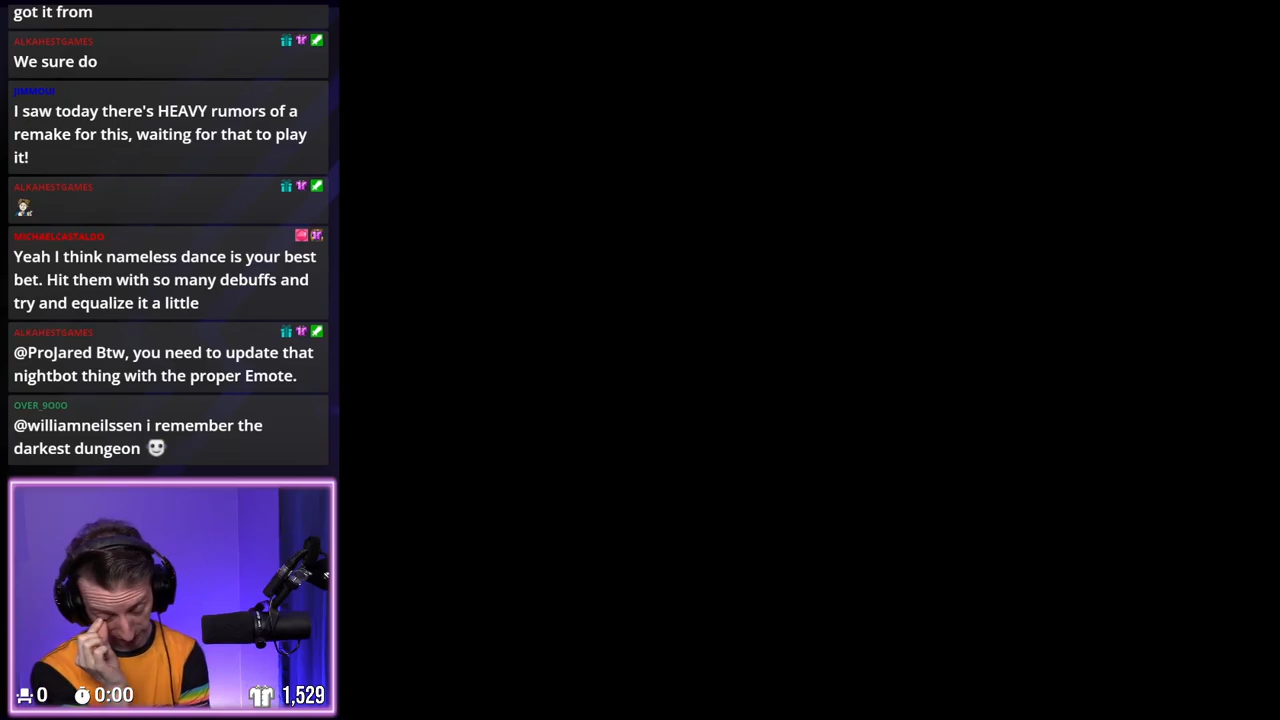 got it from
ALKAHESTGAMES
We sure do
JIMMOUI
I saw today there's HEAVY rumors of a
remake for this, waiting for that to play
it!
ALKAHESTGAMES
MICHAELCASTALDO
Yeah I think nameless dance is your best
bet. Hit them with so many debuffs and
try and equalize it a little
ALKAHESTGAMES
@ProJared Btw, you need to update that
nightbot thing with the proper Emote.
OVER_9O0O
@williamneilssen i remember the
darkest dungeon
0 0:00 1,529